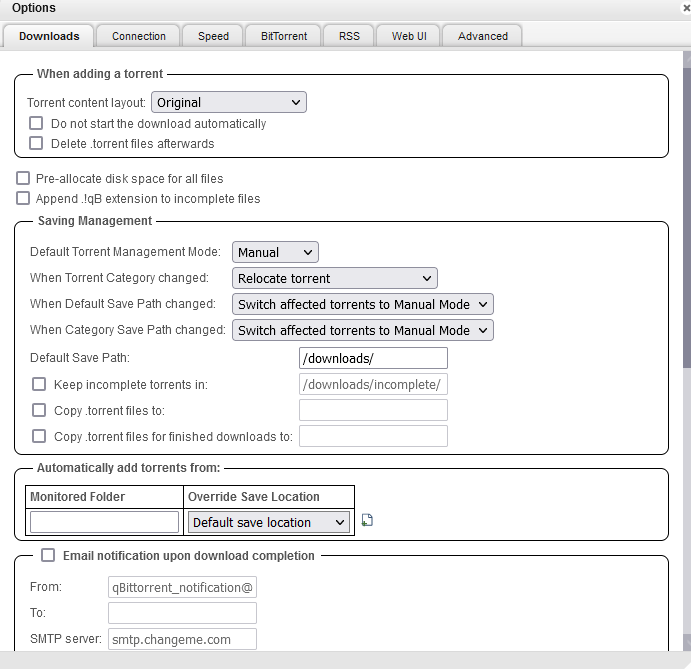 Options
Downloads Connection Speed BitTorrent RSS Web UI Advanced
When adding a torrent
Torrent content layout: Original
Do not start the download automatically
Delete .torrent files afterwards
Pre-allocate disk space for all files
Append .!qB extension to incomplete files
Saving Management
Default Torrent Management Mode: Manual
When Torrent Category changed: Relocate torrent
When Default Save Path changed: Switch affected torrents to Manual Mode
When Category Save Path changed: Switch affected torrents to Manual Mode
Default Save Path: /downloads/
Keep incomplete torrents in: /downloads/incomplete/
Copy .torrent files to:
Copy .torrent files for finished downloads to:
Automatically add torrents from:
Monitored Folder Override Save Location
Default save location
Email notification upon download completion
From: qBittorrent_notification@
To:
SMTP server: smtp.changeme.com